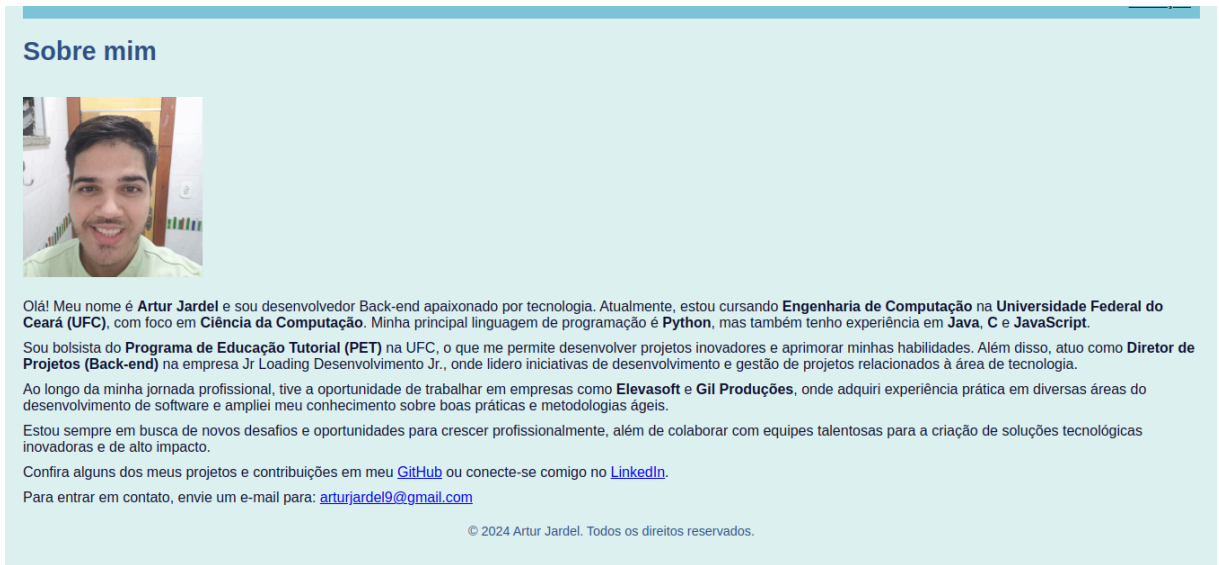 Sobre mim
Olá! Meu nome é Artur Jardel e sou desenvolvedor Back-end apaixonado por tecnologia. Atualmente, estou cursando Engenharia de Computação na Universidade Federal do
Ceará (UFC), com foco em Ciência da Computação. Minha principal linguagem de programação é Python, mas também tenho experiência em Java, C e JavaScript.
Sou bolsista do Programa de Educação Tutorial (PET) na UFC, o que me permite desenvolver projetos inovadores e aprimorar minhas habilidades. Além disso, atuo como Diretor de
Projetos (Back-end) na empresa Jr Loading Desenvolvimento Jr., onde lidero iniciativas de desenvolvimento e gestão de projetos relacionados à área de tecnologia.
Ao longo da minha jornada profissional, tive a oportunidade de trabalhar em empresas como Elevasoft e Gil Produções, onde adquiri experiência prática em diversas áreas do
desenvolvimento de software e ampliei meu conhecimento sobre boas práticas e metodologias ágeis.
Estou sempre em busca de novos desafios e oportunidades para crescer profissionalmente, além de colaborar com equipes talentosas para a criação de soluções tecnológicas
inovadoras e de alto impacto.
Confira alguns dos meus projetos e contribuições em meu GitHub ou conecte-se comigo no LinkedIn.
Para entrar em contato, envie um e-mail para: arturjardel9@gmail.com
© 2024 Artur Jardel. Todos os direitos reservados.